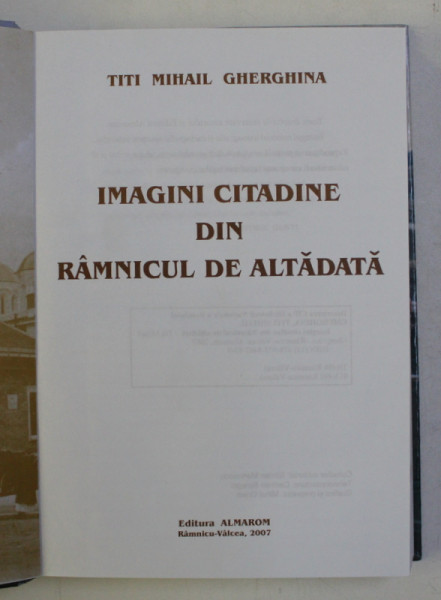 TITI MIHAIL GHERGHINA
IMAGINI CITADINE
DIN
RÂMNICUL DE ALTĂDATĂ
Editura ALMAROM
Râmnicu-Vâlcea, 2007